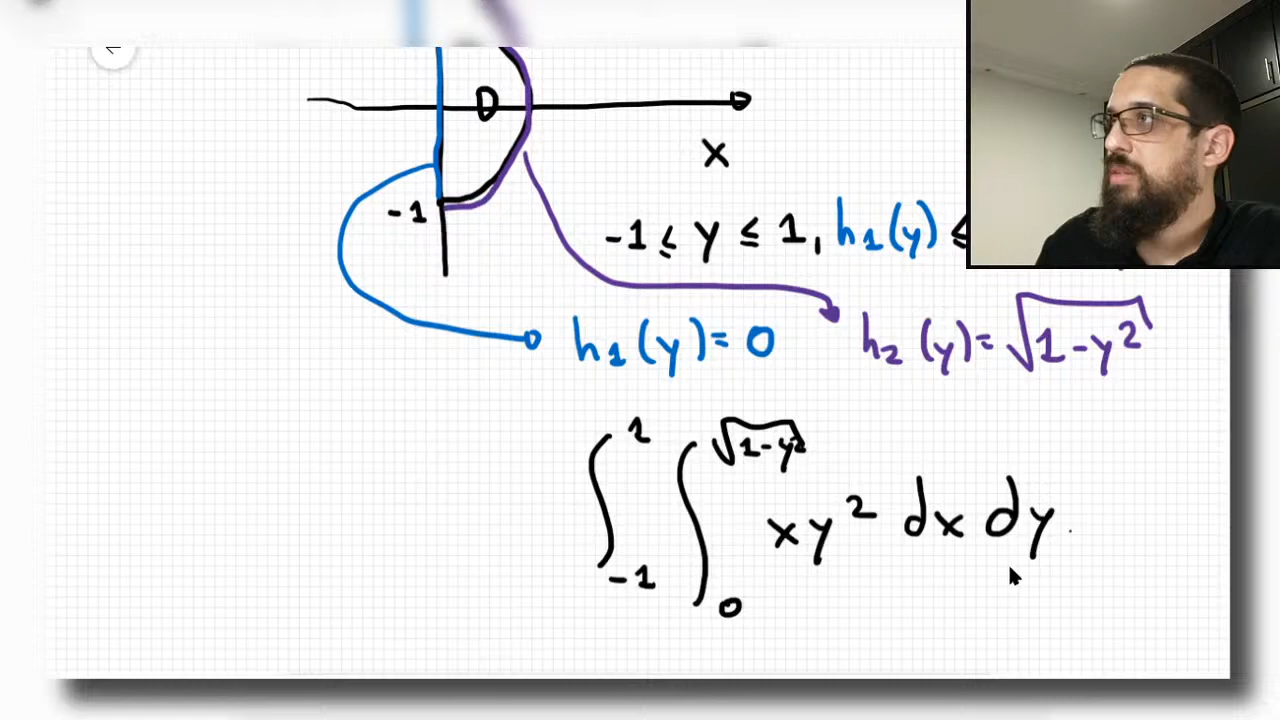 D
x
-1
-1 ≤ y ≤ 1, h₁(y) ≤
h₁(y) = 0 h₂(y) = √(1-y²)
∫₋₁¹ ∫₀^√(1-y²) xy² dx dy